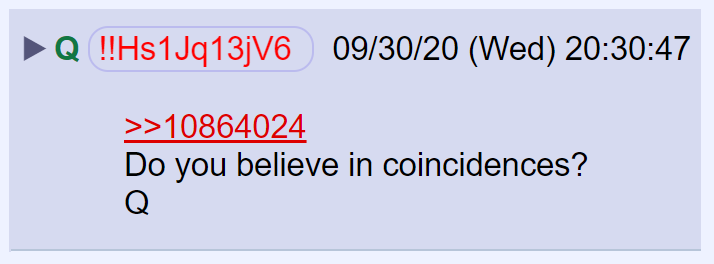 Q !!Hs1Jq13jV6 09/30/20 (Wed) 20:30:47
>>10864024
Do you believe in coincidences?
Q